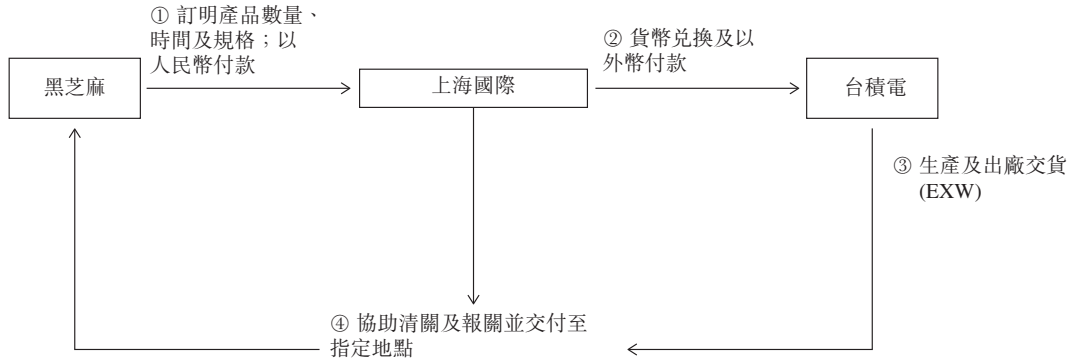 ① 訂明產品數量、
時間及規格；以
人民幣付款
② 貨幣兑換及以
外幣付款
黑芝麻
上海國際
台積電
③ 生產及出廠交貨
(EXW)
④ 協助清關及報關並交付至
指定地點